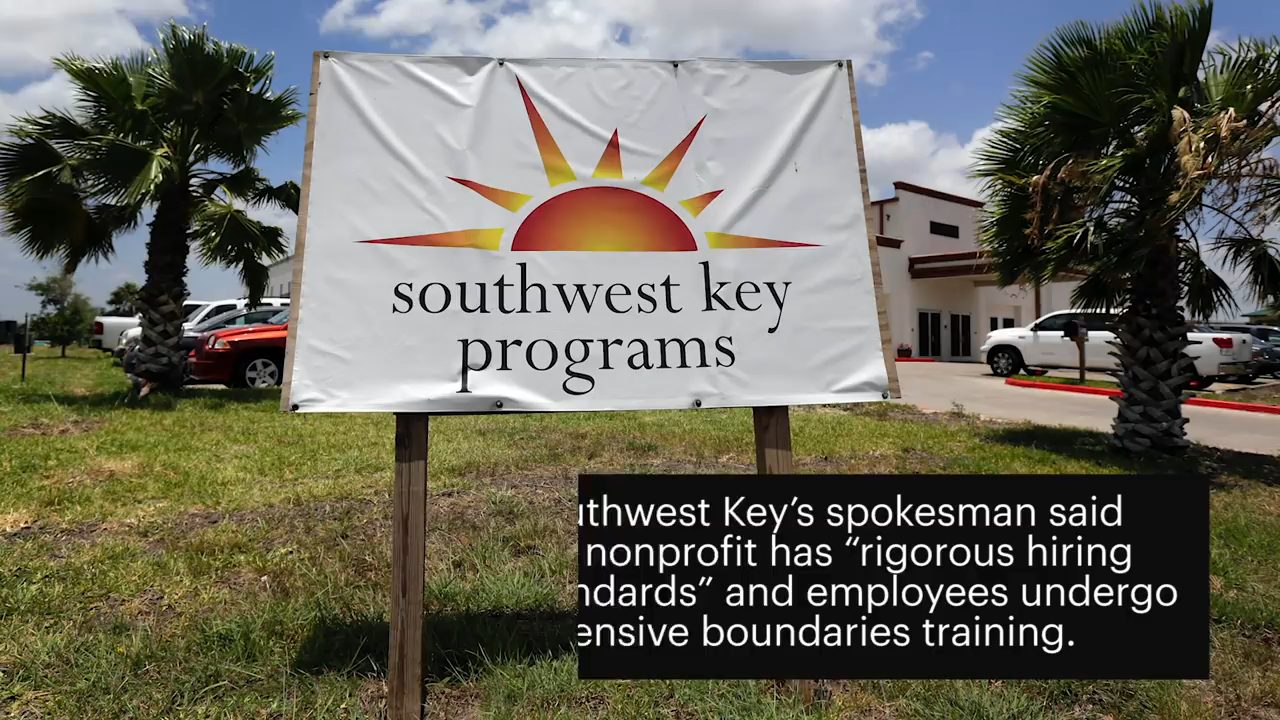 southwest key
programs
uthwest Key’s spokesman said
nonprofit has “rigorous hiring
ndards” and employees undergo
ensive boundaries training.